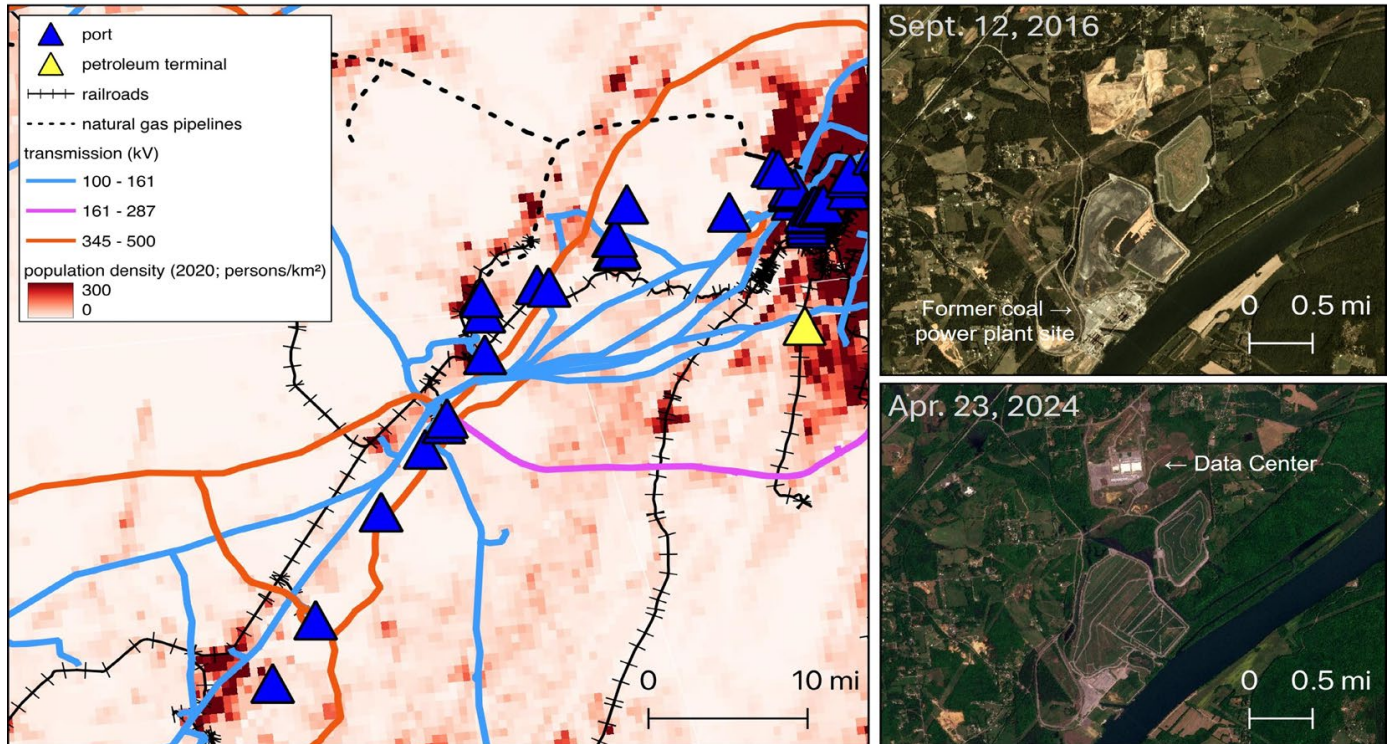 port
petroleum terminal
railroads
natural gas pipelines
transmission (kV)
100 - 161
161 - 287
345 - 500
population density (2020; persons/km²)
300
0
0 10 mi
Sept. 12, 2016
Former coal →
power plant site
0 0.5 mi
Apr. 23, 2024
← Data Center
0 0.5 mi